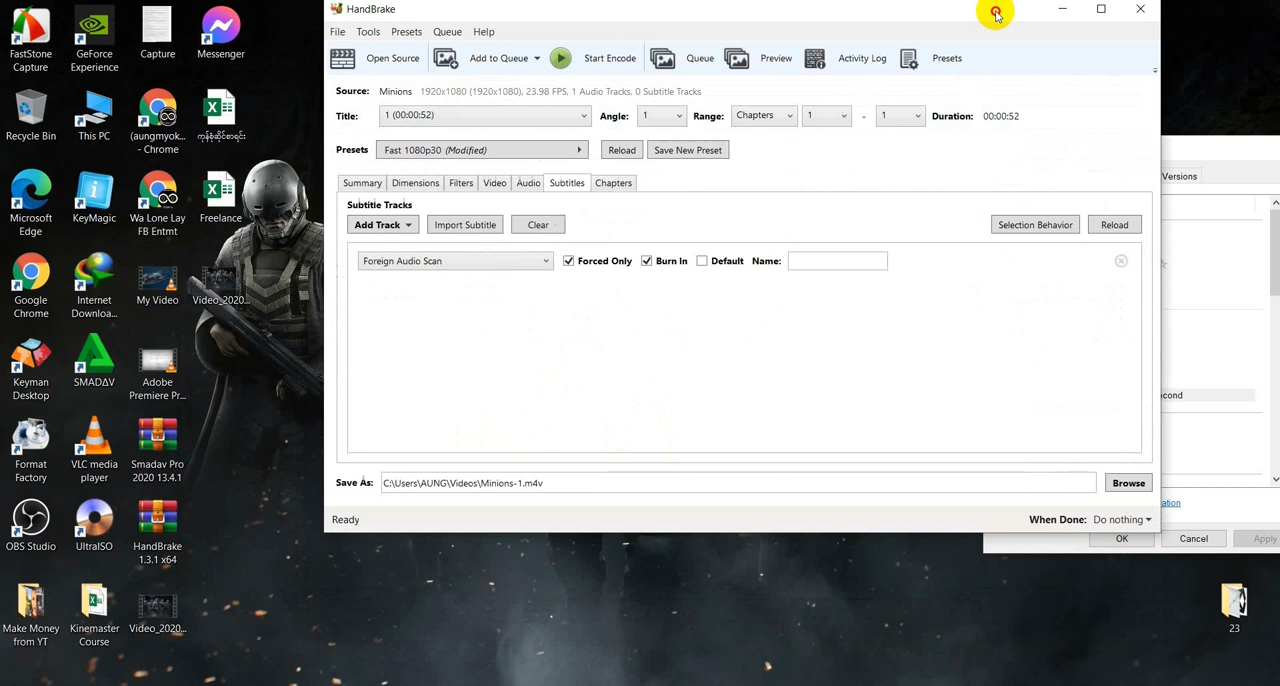 HandBrake
File Tools Presets Queue Help
Open Source Add to Queue Start Encode Queue Preview Activity Log Presets
Source: Minions 1920x1080 (1920x1080), 23.98 FPS, 1 Audio Tracks, 0 Subtitle Tracks
Title: 1 (00:00:52) Angle: 1 Range: Chapters 1 - 1 Duration: 00:00:52
Presets Fast 1080p30 (Modified) Reload Save New Preset
Summary Dimensions Filters Video Audio Subtitles Chapters
Subtitle Tracks
Add Track Import Subtitle Clear Selection Behavior Reload
Foreign Audio Scan Forced Only Burn In Default Name:
Save As: C:\Users\AUNG\Videos\Minions-1.m4v Browse
Ready When Done: Do nothing
Versions
econd
ation
OK Cancel Apply
FastStone
Capture
GeForce
Experience
Capture
Messenger
Recycle Bin
This PC
(aungmyok...
- Chrome
ကုန်စုံဆိုင်စာရင်း
Microsoft
Edge
KeyMagic
Wa Lone Lay
FB Entmt
Freelance
Google
Chrome
Internet
Downloa...
My Video
Video_2020...
Keyman
Desktop
SMADΔV
Adobe
Premiere Pr...
Format
Factory
VLC media
player
Smadav Pro
2020 13.4.1
OBS Studio
UltraISO
HandBrake
1.3.1 x64
Make Money
from YT
Kinemaster
Course
Video_2020...
23